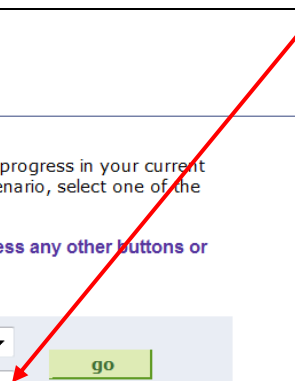 progress in your current
enario, select one of the
ess any other buttons or
go